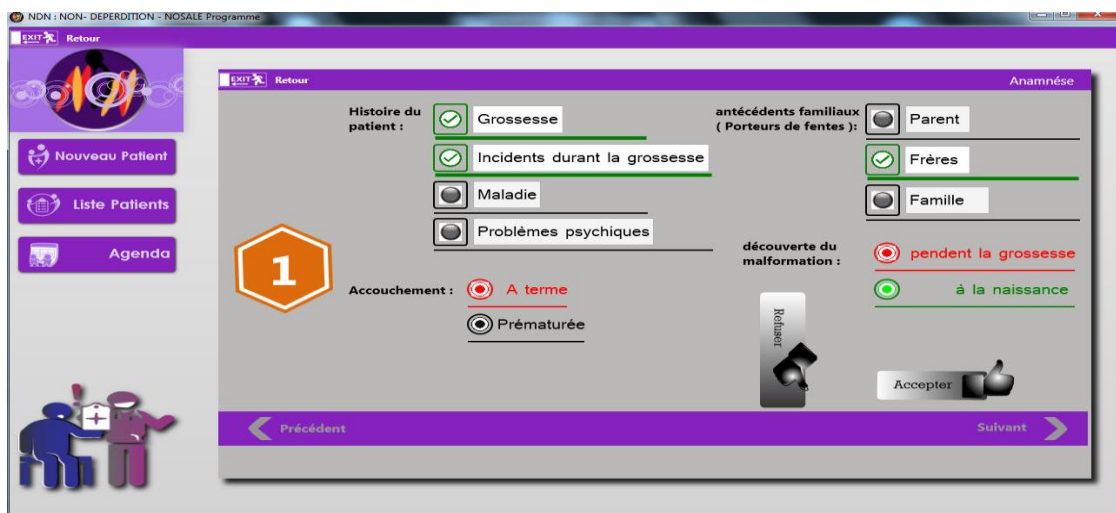 NDN : NON- DEPERDITION - NOSALE Programme
EXIT Retour
EXIT Retour
Anamnése
Nouveau Patient
Liste Patients
Agenda
1
Histoire du
patient :
Grossesse
Incidents durant la grossesse
Maladie
Problèmes psychiques
Accouchement :
A terme
Prématurée
antécédents familiaux
( Porteurs de fentes ):
Parent
Frères
Famille
découverte du
malformation :
pendent la grossesse
á la naissance
Refuser
Accepter
Précédent
Suivant